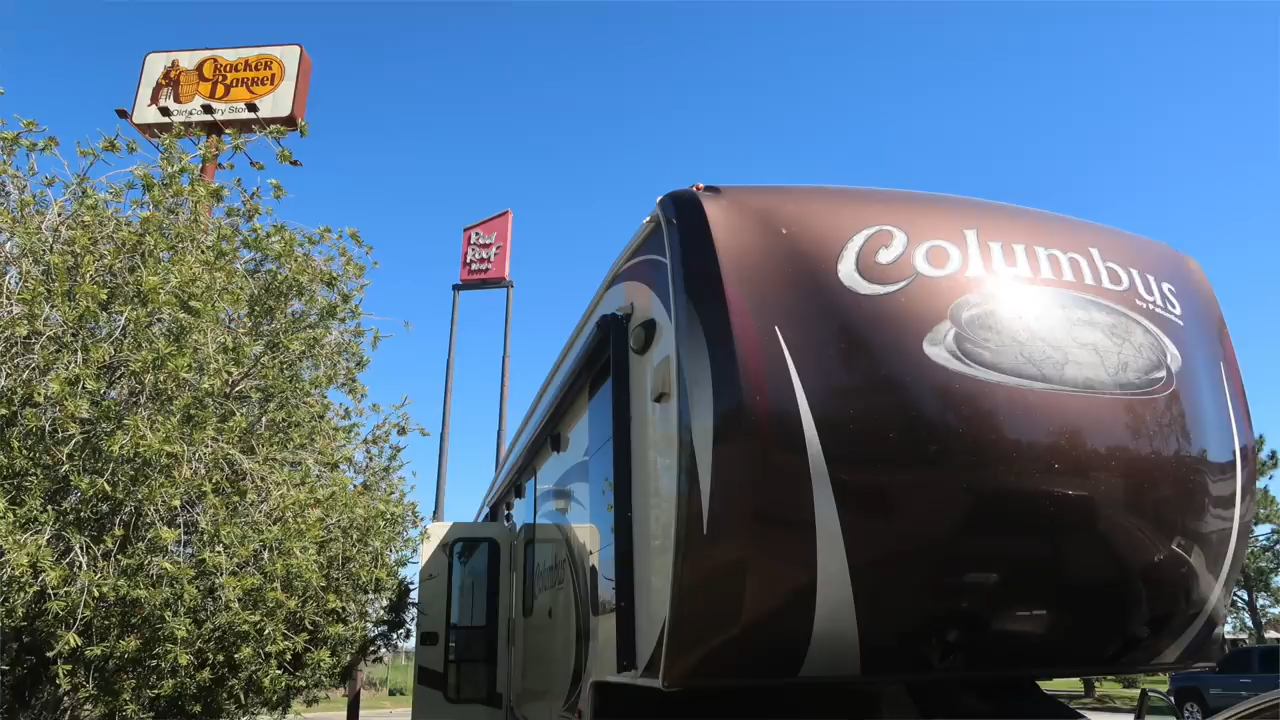 Cracker
Barrel
Old Country Store
Red
Roof
Columbus
by Palomino
Columbus